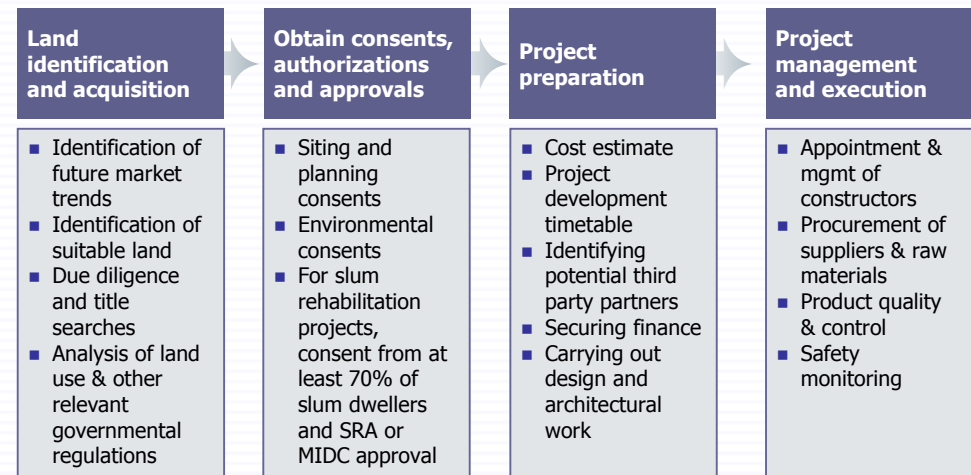 Land
identification
and acquisition
Identification of
future market
trends
Identification of
suitable land
Due diligence
and title
searches
Analysis of land
use & other
relevant
governmental
regulations
Obtain consents,
authorizations
and approvals
Siting and
planning
consents
Environmental
consents
For slum
rehabilitation
projects,
consent from at
least 70% of
slum dwellers
and SRA or
MIDC approval
Project
preparation
Cost estimate
Project
development
timetable
Identifying
potential third
party partners
Securing finance
Carrying out
design and
architectural
work
Project
management
and execution
Appointment &
mgmt of
constructors
Procurement of
suppliers & raw
materials
Product quality
& control
Safety
monitoring